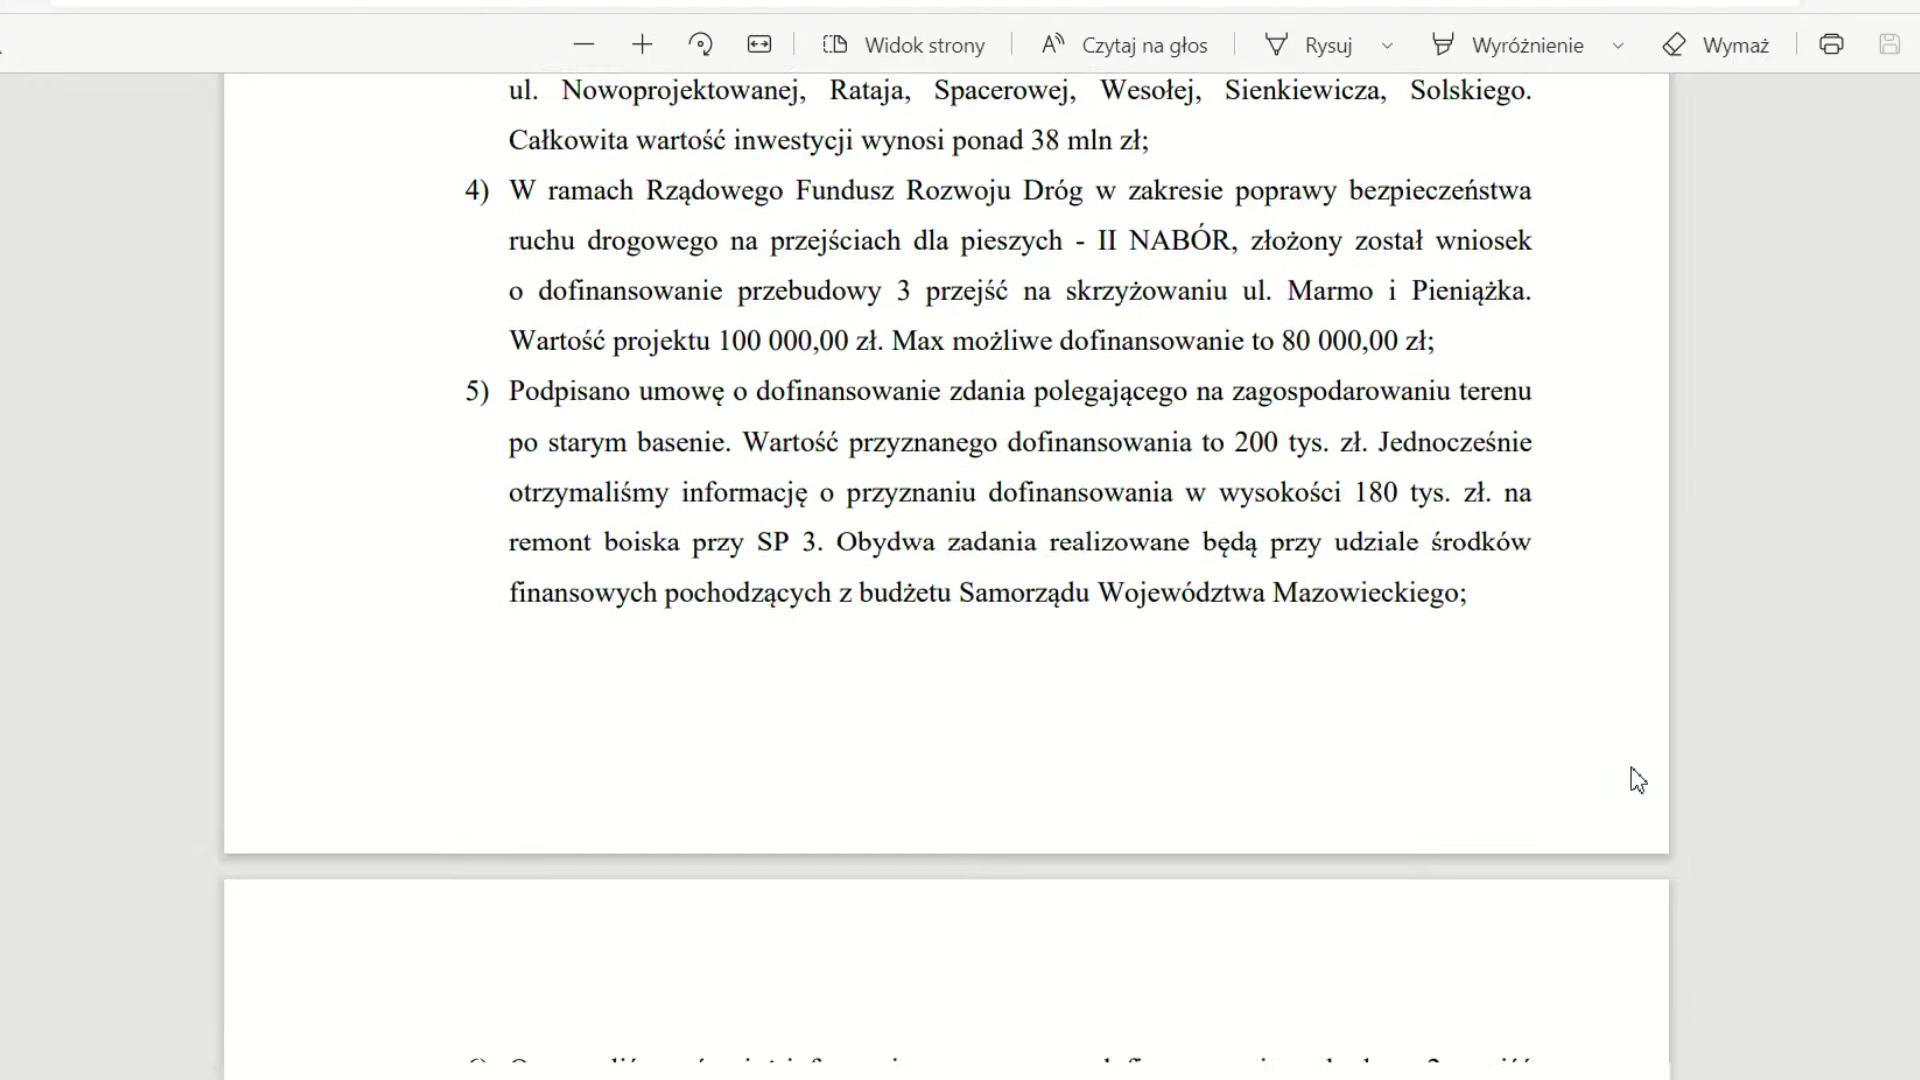 Widok strony
Czytaj na głos
Rysuj
Wyróżnienie
Wymaż
ul. Nowoprojektowanej, Rataja, Spacerowej, Wesołej, Sienkiewicza, Solskiego.
Całkowita wartość inwestycji wynosi ponad 38 mln zł;
4) W ramach Rządowego Fundusz Rozwoju Dróg w zakresie poprawy bezpieczeństwa
ruchu drogowego na przejściach dla pieszych - II NABÓR, złożony został wniosek
o dofinansowanie przebudowy 3 przejść na skrzyżowaniu ul. Marmo i Pieniążka.
Wartość projektu 100 000,00 zł. Max możliwe dofinansowanie to 80 000,00 zł;
5) Podpisano umowę o dofinansowanie zdania polegającego na zagospodarowaniu terenu
po starym basenie. Wartość przyznanego dofinansowania to 200 tys. zł. Jednocześnie
otrzymaliśmy informację o przyznaniu dofinansowania w wysokości 180 tys. zł. na
remont boiska przy SP 3. Obydwa zadania realizowane będą przy udziale środków
finansowych pochodzących z budżetu Samorządu Województwa Mazowieckiego;